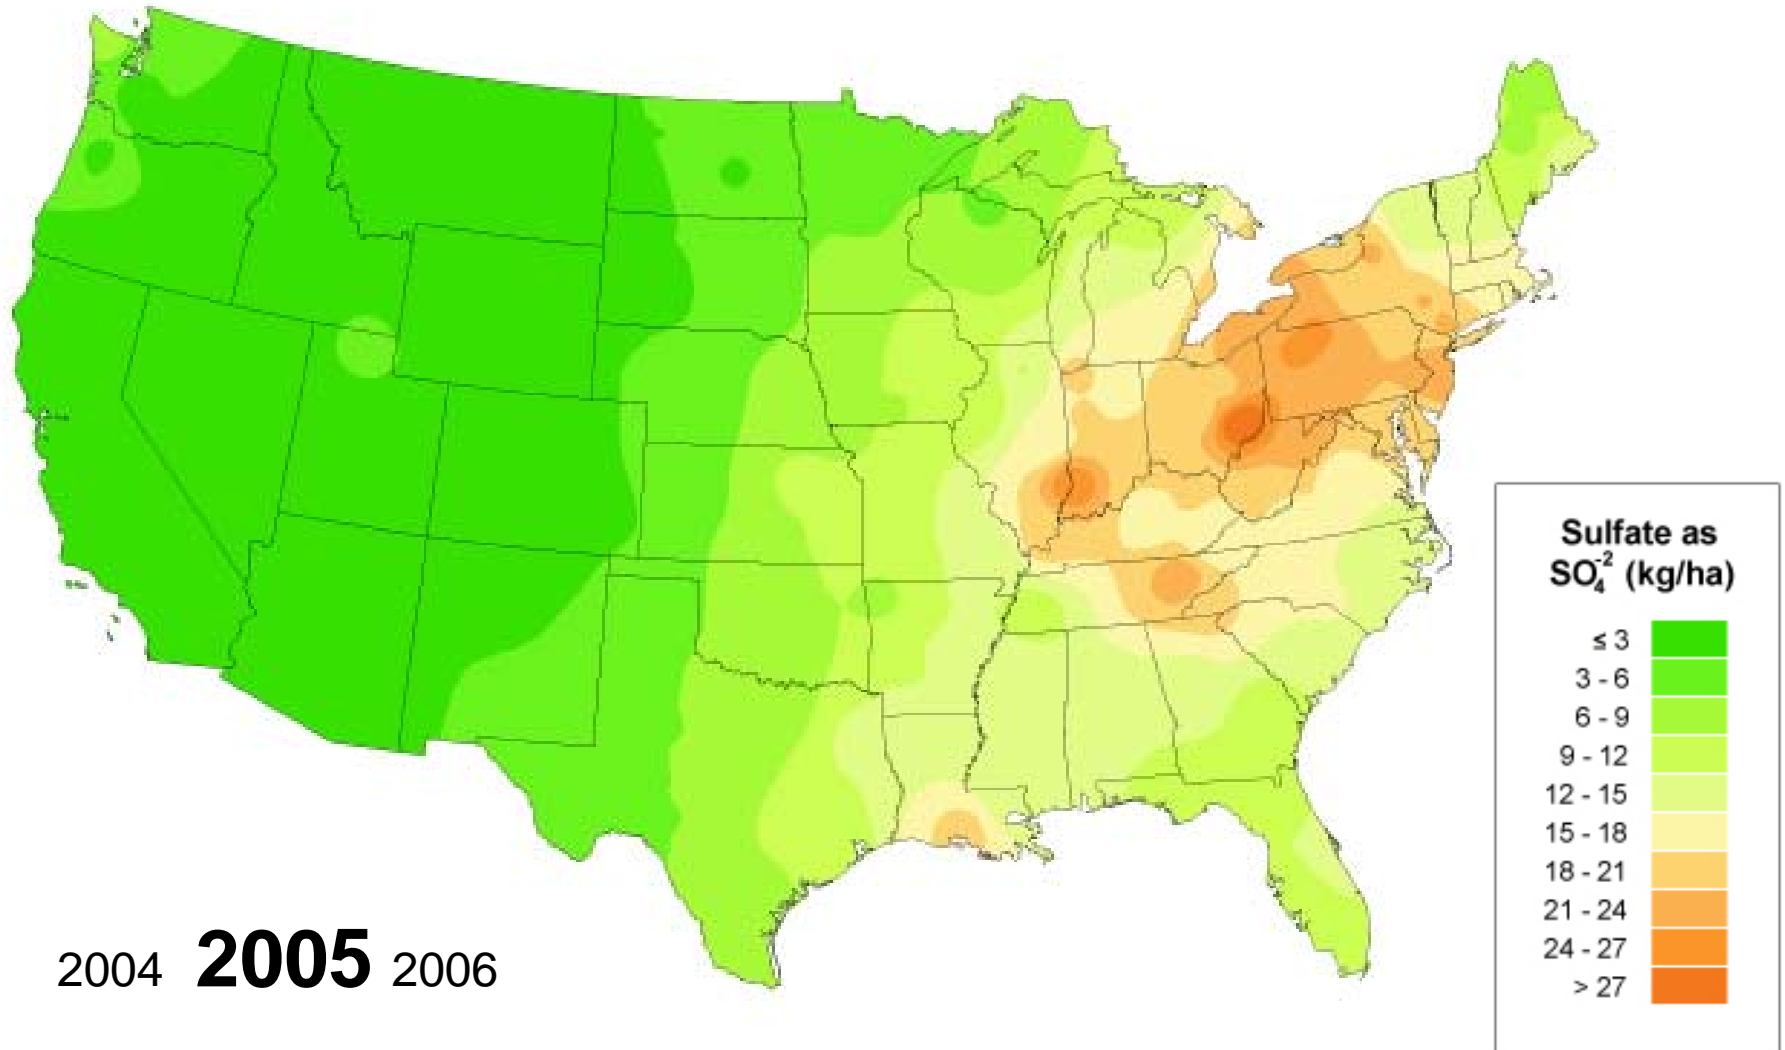 Sulfate as
SO₄⁻² (kg/ha)
≤ 3
3 - 6
6 - 9
9 - 12
12 - 15
15 - 18
18 - 21
21 - 24
24 - 27
> 27
2004 2005 2006